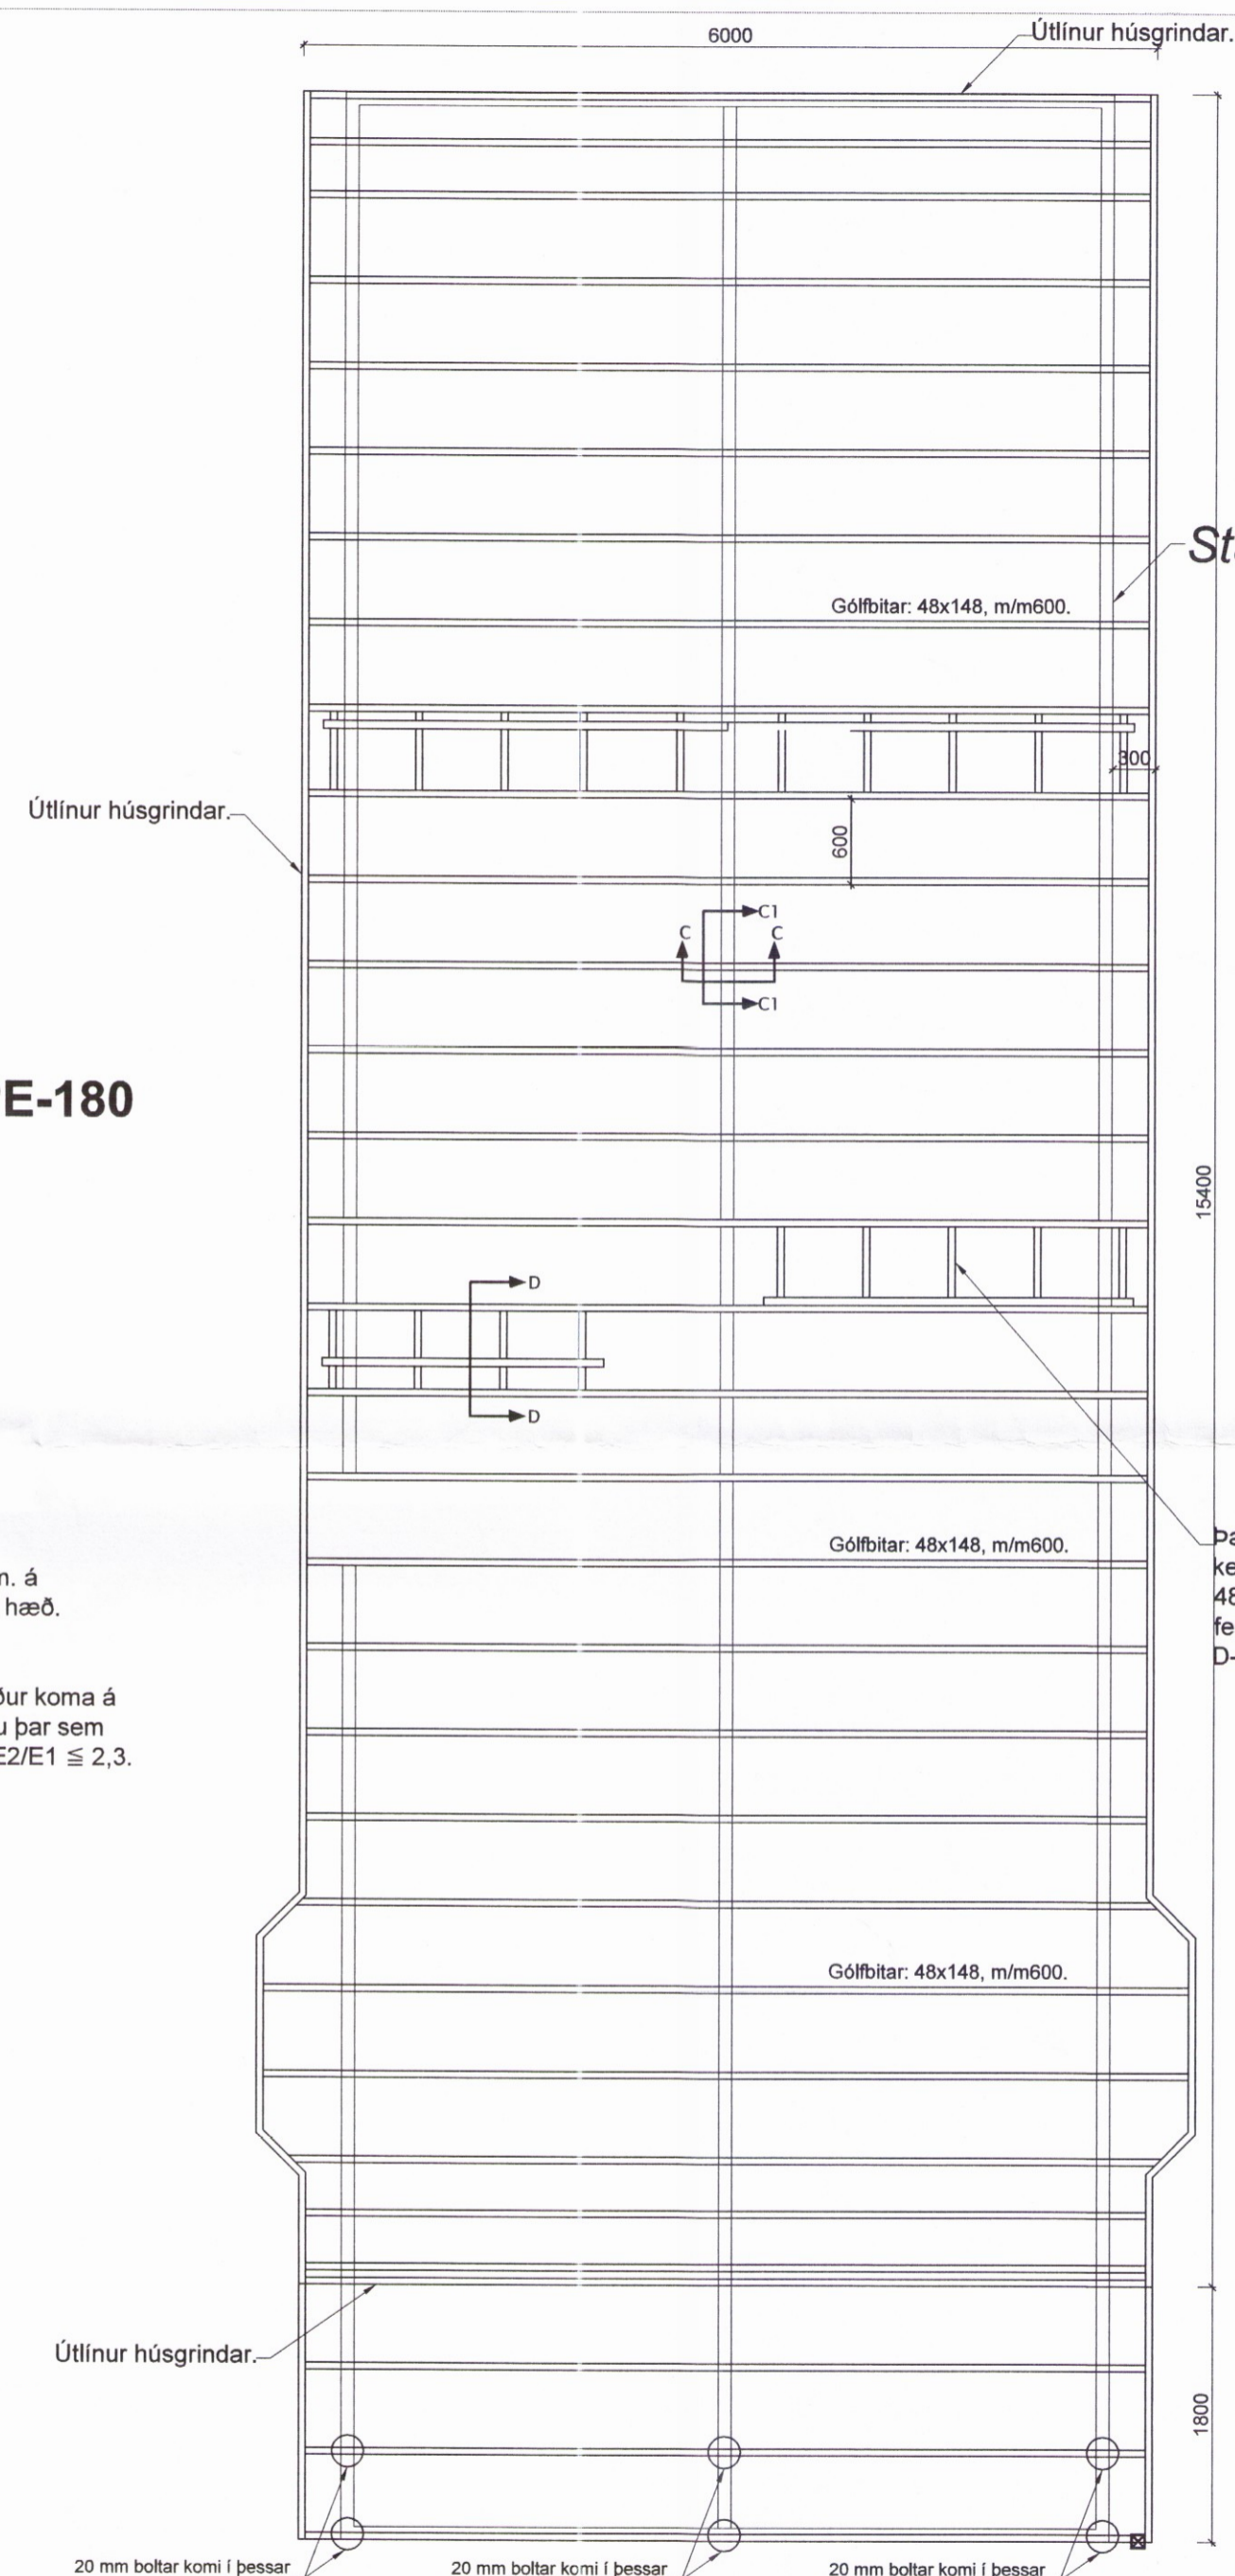 6000
Útlínur húsgrindar.
Gólfbitar: 48x148, m/m600.
300
Útlínur húsgrindar.
600
C1
C
C
C1
E-180
15400
D
D
Gólfbitar: 48x148, m/m600.
á
hæð.
48
D-
koma á
þar sem
E2/E1 ≦ 2,3.
Gólfbitar: 48x148, m/m600.
Útlínur húsgrindar.
1800
20 mm boltar komi í þessar
20 mm boltar komi í þessar
20 mm boltar komi í þessar